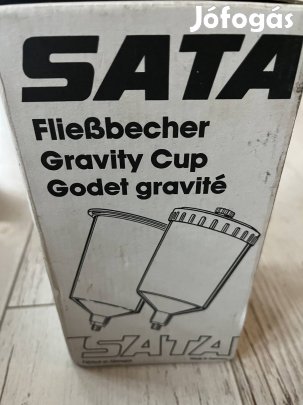 Jófogás
SATA
Fließbecher
Gravity Cup
Godet gravité
SATA